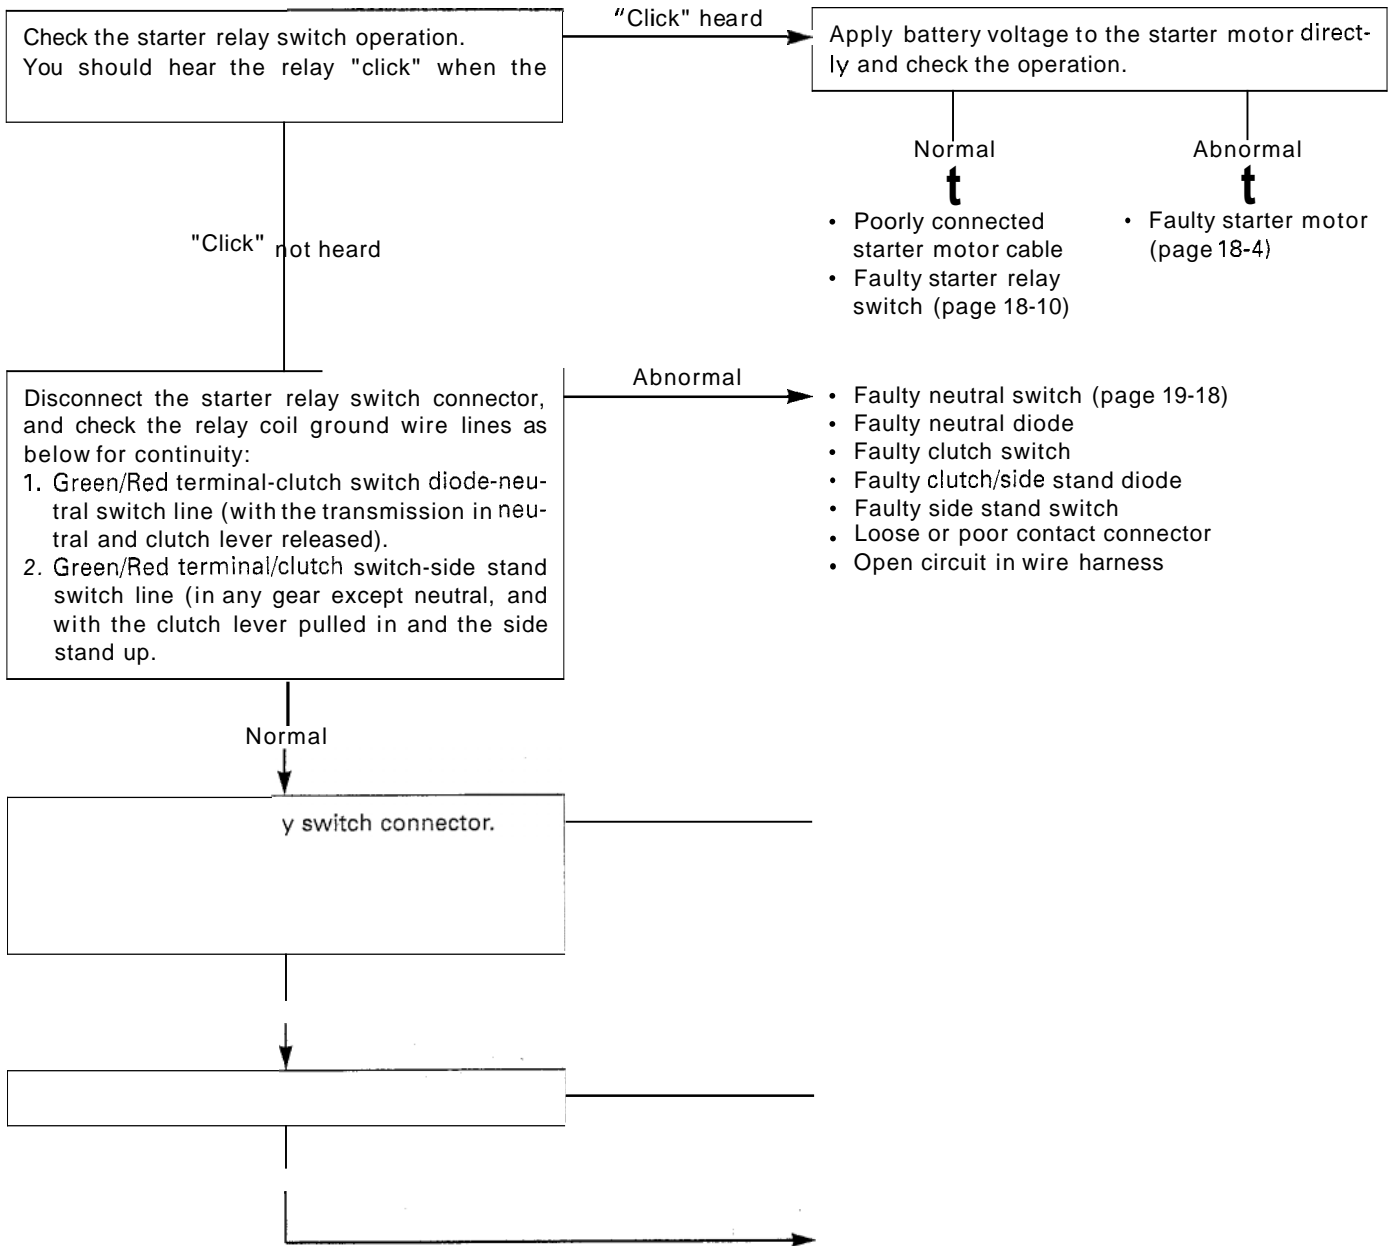 Check the starter relay switch operation.
You should hear the relay "click" when the
"Click" heard
Apply battery voltage to the starter motor direct-
ly and check the operation.
Normal
t
• Poorly connected
starter motor cable
• Faulty starter relay
switch (page 18-10)
Abnormal
t
• Faulty starter motor
(page 18-4)
"Click" not heard
Disconnect the starter relay switch connector,
and check the relay coil ground wire lines as
below for continuity:
1. Green/Red terminal-clutch switch diode-neu-
tral switch line (with the transmission in neu-
tral and clutch lever released).
2. Green/Red terminal/clutch switch-side stand
switch line (in any gear except neutral, and
with the clutch lever pulled in and the side
stand up.
Abnormal
• Faulty neutral switch (page 19-18)
• Faulty neutral diode
• Faulty clutch switch
• Faulty clutch/side stand diode
• Faulty side stand switch
• Loose or poor contact connector
• Open circuit in wire harness
Normal
y switch connector.